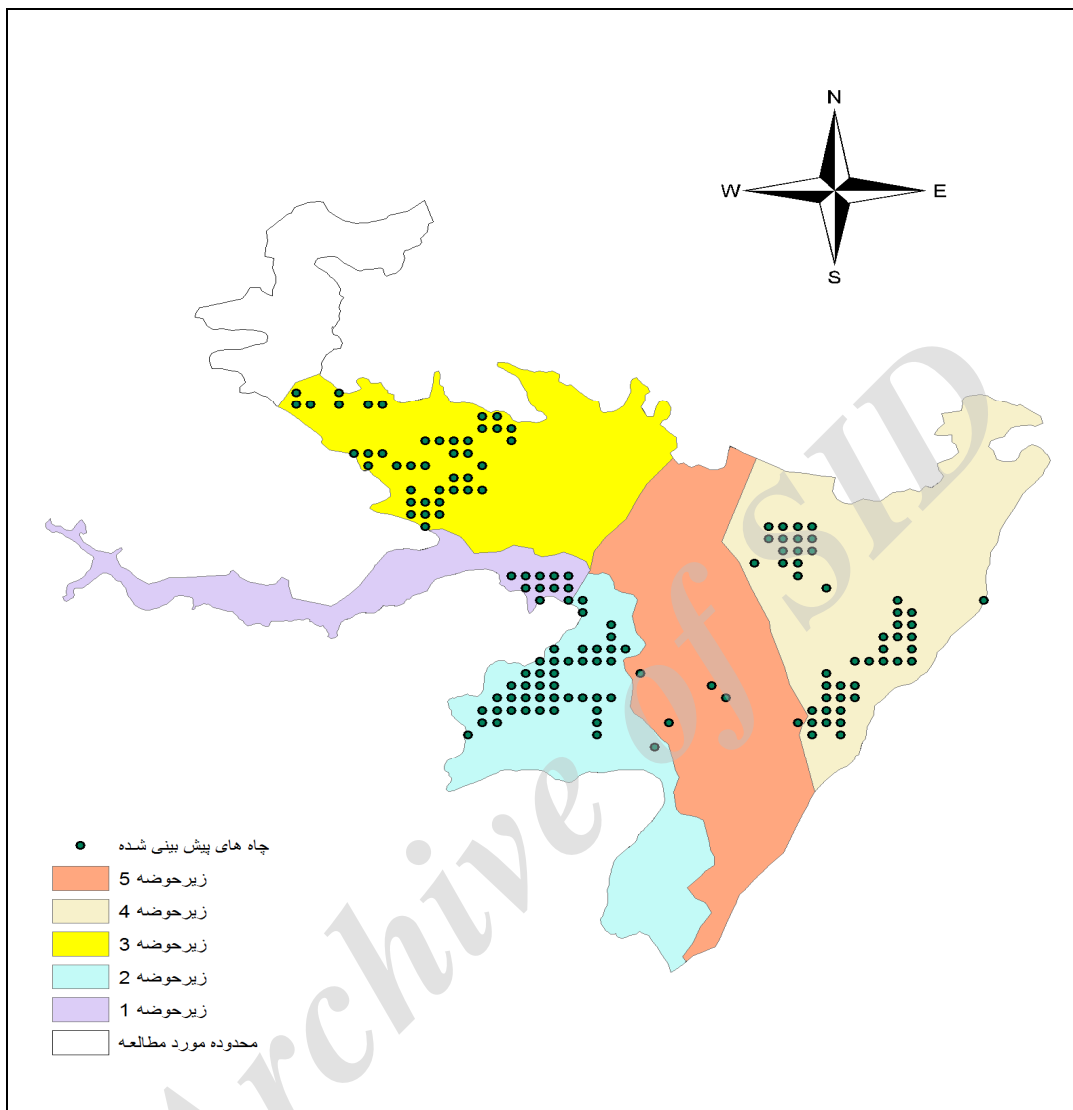 N
W E
S
چاه های پیش بینی شده
زیرحوضه 5
زیرحوضه 4
زیرحوضه 3
زیرحوضه 2
زیرحوضه 1
محدوده مورد مطالعه
Archive of SID